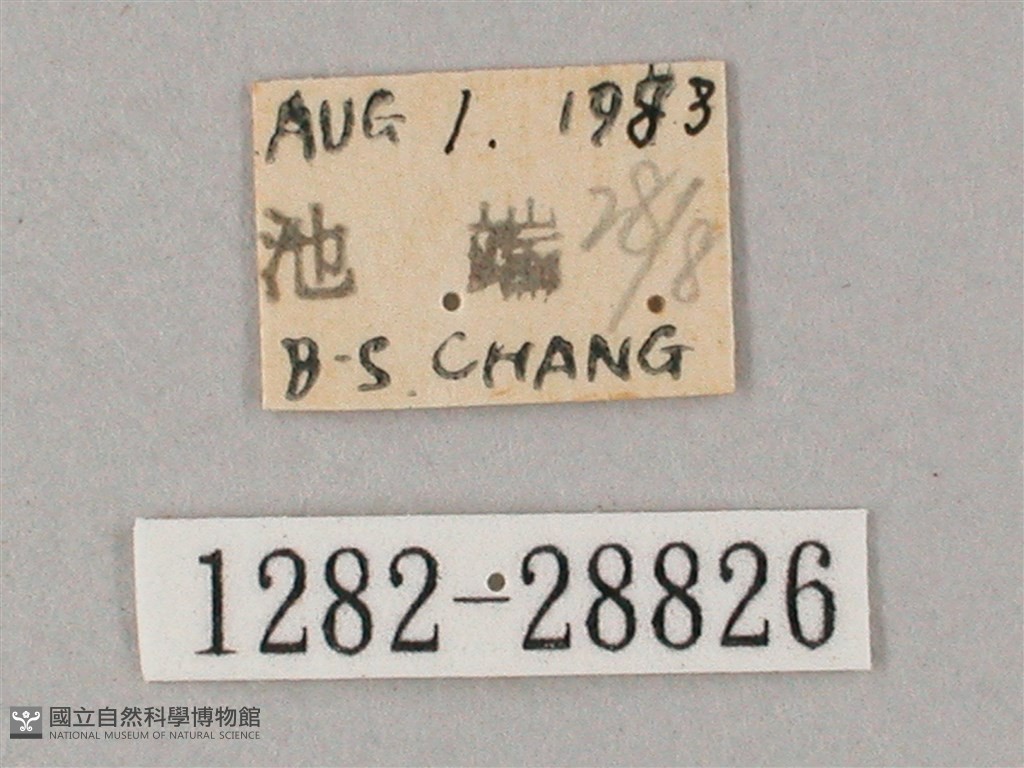 AUG 1. 1983
池端 28/8
B-S. CHANG
1282-28826
國立自然科學博物館
NATIONAL MUSEUM OF NATURAL SCIENCE